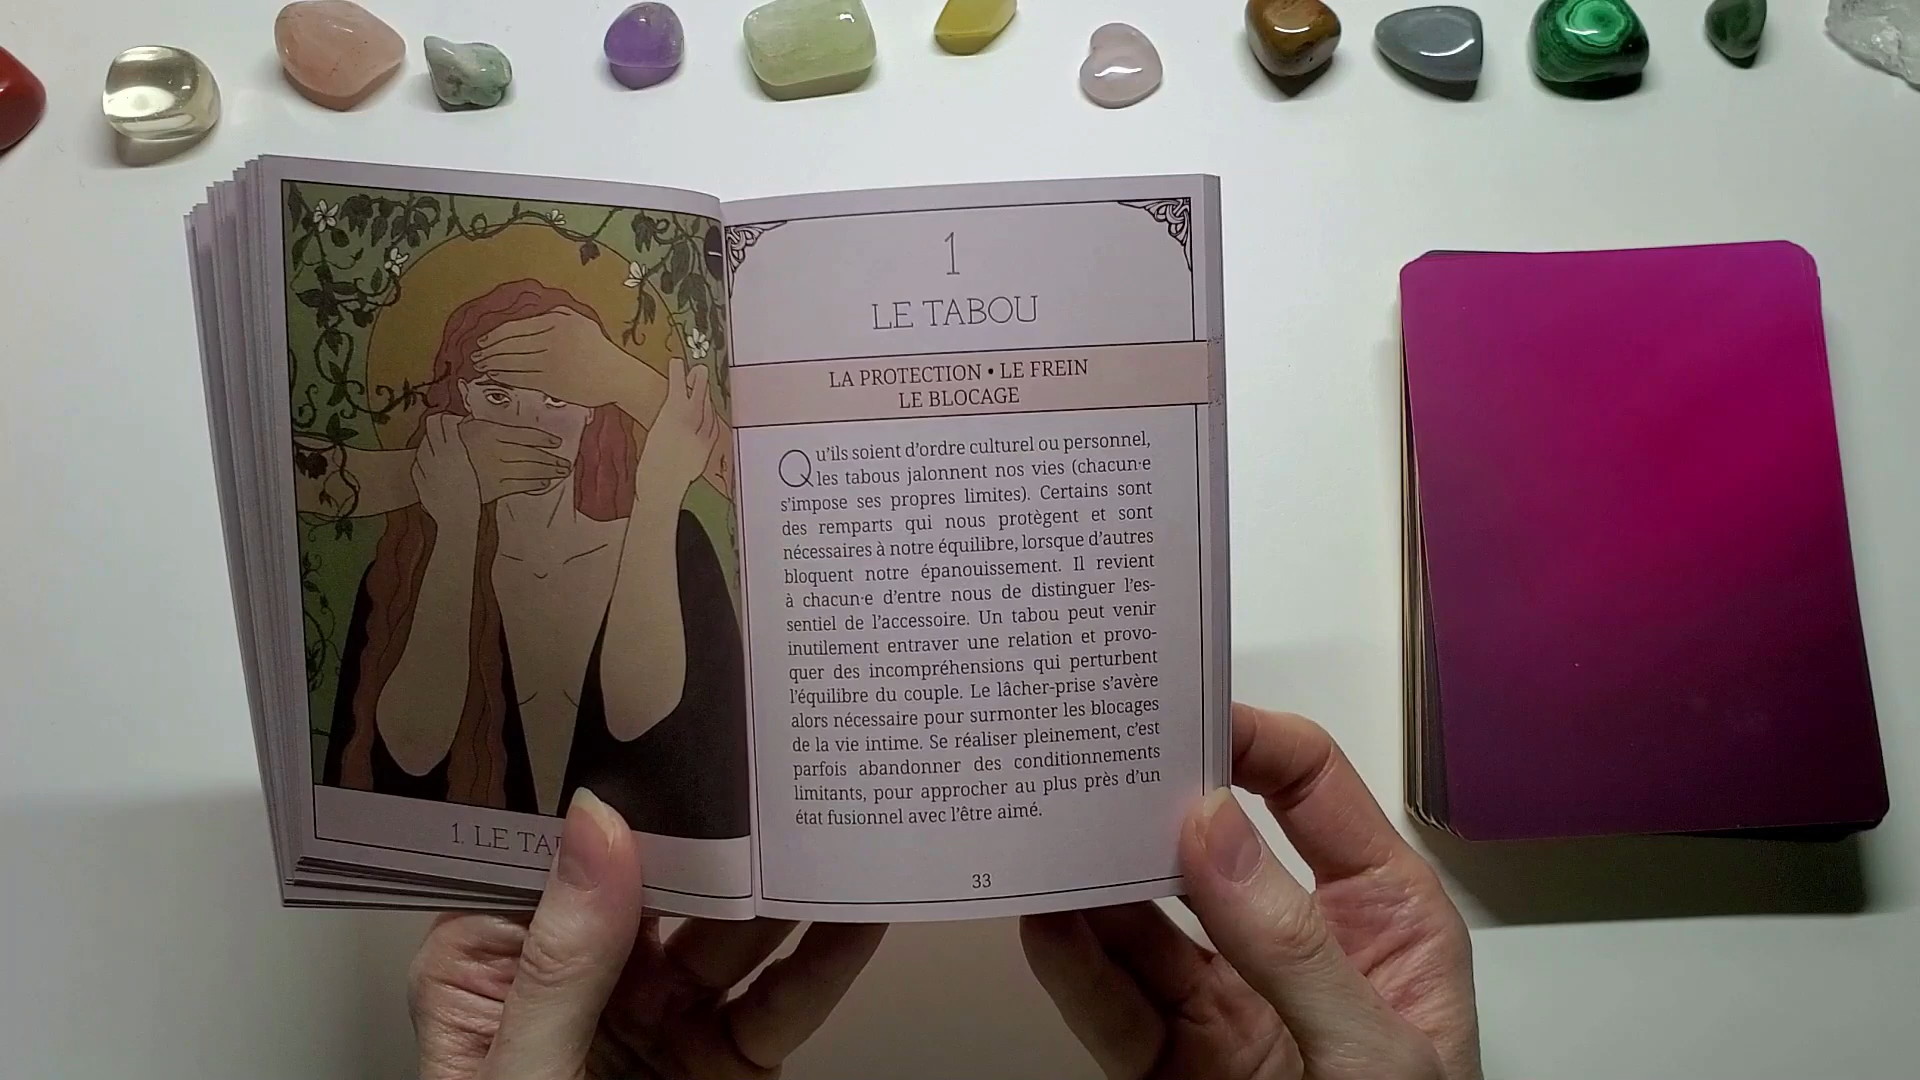 1. LE TA
1
LE TABOU
LA PROTECTION • LE FREIN
LE BLOCAGE
Qu’ils soient d’ordre culturel ou personnel,
les tabous jalonnent nos vies (chacun·e
s’impose ses propres limites). Certains sont
des remparts qui nous protègent et sont
nécessaires à notre équilibre, lorsque d’autres
bloquent notre épanouissement. Il revient
à chacun·e d’entre nous de distinguer l’es-
sentiel de l’accessoire. Un tabou peut venir
inutilement entraver une relation et provo-
quer des incompréhensions qui perturbent
l’équilibre du couple. Le lâcher-prise s’avère
alors nécessaire pour surmonter les blocages
de la vie intime. Se réaliser pleinement, c’est
parfois abandonner des conditionnements
limitants, pour approcher au plus près d’un
état fusionnel avec l’être aimé.
33